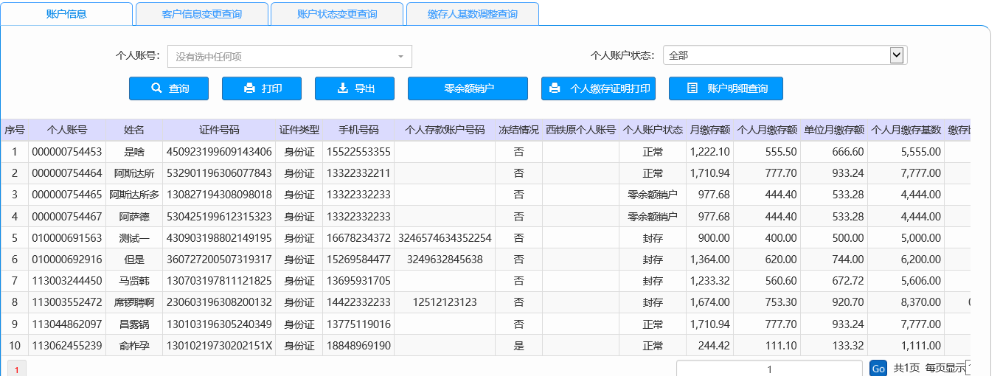 账户信息 客户信息变更查询 账户状态变更查询 缴存人基数调整查询
个人账号: 没有选中任何项 个人账户状态: 全部
查询 打印 导出 零余额销户 个人缴存证明打印 账户明细查询
序号 个人账号 姓名 证件号码 证件类型 手机号码 个人存款账户号码 冻结情况 西铁原个人账号 个人账户状态 月缴存额 个人月缴存额 单位月缴存额 个人月缴存基数 缴存
1 000000754453 是啥 450923199609143406 身份证 15522553355 否 正常 1,222.10 555.50 666.60 5,555.00
2 000000754464 阿斯达所 532901196306077843 身份证 13322332211 否 正常 1,710.94 777.70 933.24 7,777.00
3 000000754465 阿斯达所多 130827194308098018 身份证 13322332233 否 零余额销户 977.68 444.40 533.28 4,444.00
4 000000754467 阿萨德 530425199612315323 身份证 13322332233 否 零余额销户 977.68 444.40 533.28 4,444.00
5 010000691563 测试一 430903198802149195 身份证 16678234372 3246574634352254 否 封存 900.00 400.00 500.00 5,000.00
6 010000692916 但是 360727200507319317 身份证 15269584477 3249632845638 否 封存 1,364.00 620.00 744.00 6,200.00
7 113003244450 马贤韩 130703197811121825 身份证 13695931705 否 封存 1,233.32 560.60 672.72 5,606.00
8 113003552472 席锣聘啊 230603196308200132 身份证 14422332233 12512123123 否 封存 1,674.00 753.30 920.70 8,370.00
9 113044862097 昌雾锅 130103196305240349 身份证 13775119016 否 正常 1,710.94 777.70 933.24 7,777.00
10 113062455239 俞柞孕 13010219730202151X 身份证 18848969190 是 正常 244.42 111.10 133.32 1,111.00
1 1 Go 共1页 每页显示